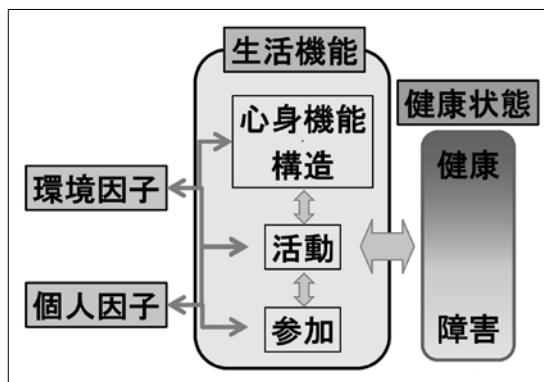 生活機能
心身機能
構造
活動
参加
環境因子
個人因子
健康状態
健康
障害